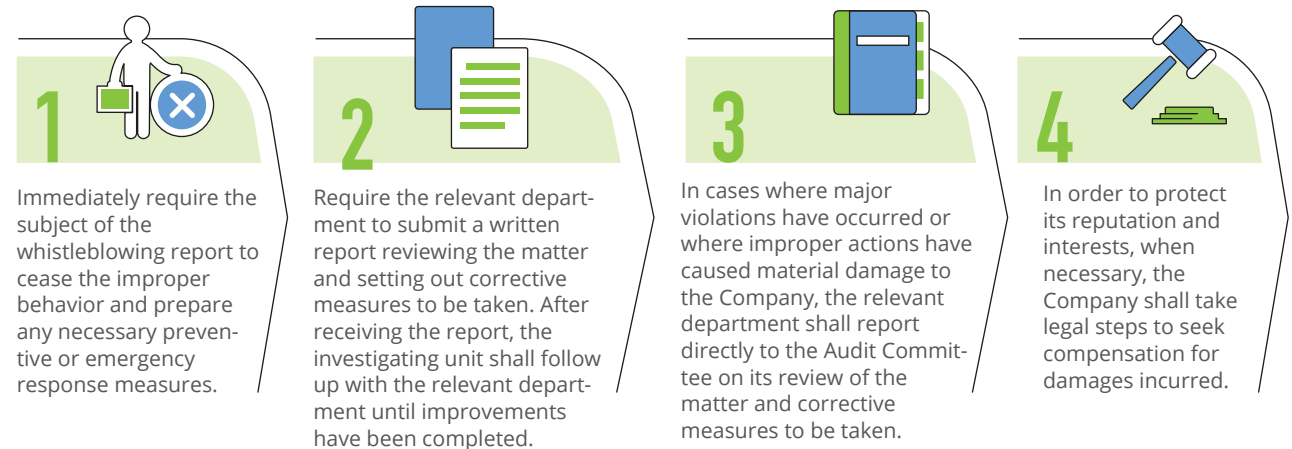 1
Immediately require the
subject of the
whistleblowing report to
cease the improper
behavior and prepare
any necessary preven-
tive or emergency
response measures.
2
Require the relevant depart-
ment to submit a written
report reviewing the matter
and setting out corrective
measures to be taken. After
receiving the report, the
investigating unit shall follow
up with the relevant depart-
ment until improvements
have been completed.
3
In cases where major
violations have occurred or
where improper actions have
caused material damage to
the Company, the relevant
department shall report
directly to the Audit Commit-
tee on its review of the
matter and corrective
measures to be taken.
4
In order to protect
its reputation and
interests, when
necessary, the
Company shall take
legal steps to seek
compensation for
damages incurred.